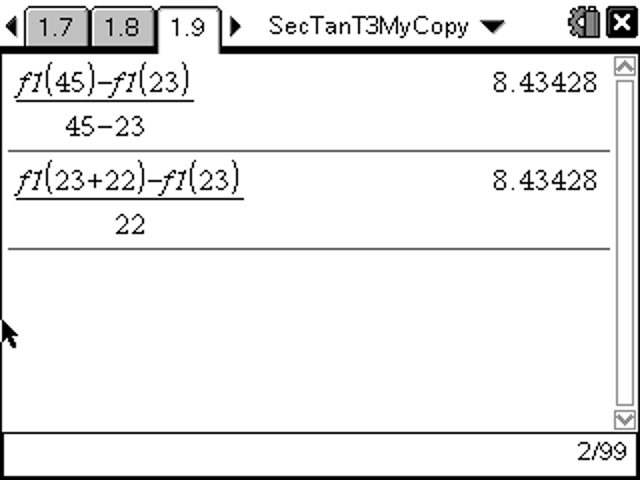 1.7 1.8 1.9 SecTanT3MyCopy
f1(45)−f1(23) 8.43428
45−23
f1(23+22)−f1(23) 8.43428
22
2/99